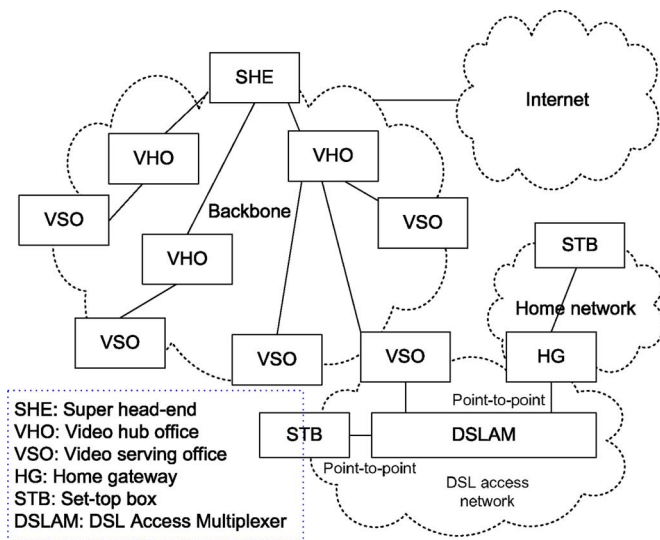 SHE
Internet
VHO
VHO
Backbone
VSO
VSO
STB
VHO
Home network
VSO
VSO
VSO
HG
Point-to-point
SHE: Super head-end
VHO: Video hub office
VSO: Video serving office
HG: Home gateway
STB: Set-top box
DSLAM: DSL Access Multiplexer
STB
DSLAM
Point-to-point
DSL access
network